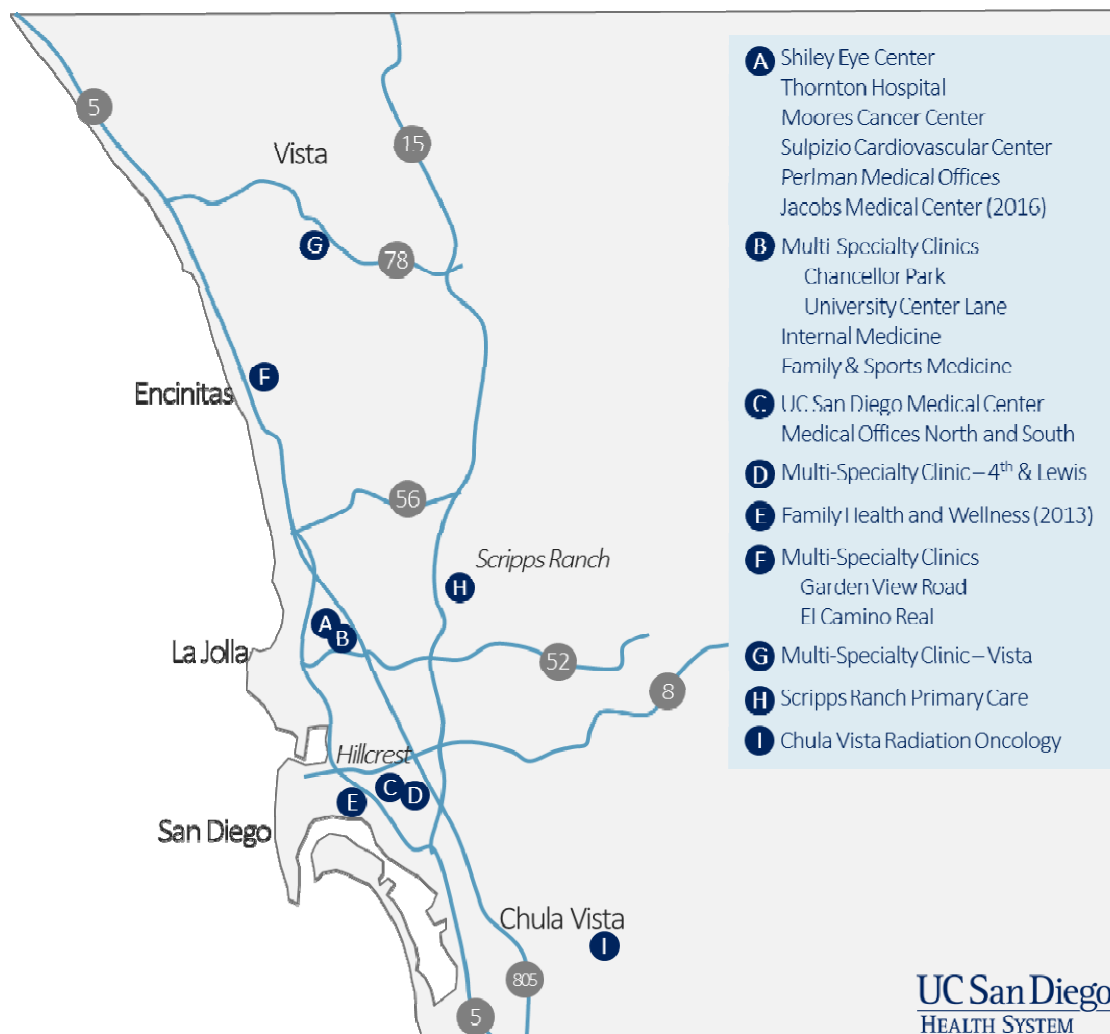 5
15
Vista
G
78
Encinitas
F
56
Scripps Ranch
H
A
B
La Jolla
52
8
Hillcrest
C
D
E
San Diego
Chula Vista
I
805
5
A Shiley Eye Center
Thornton Hospital
Moores Cancer Center
Sulpizio Cardiovascular Center
Perlman Medical Offices
Jacobs Medical Center (2016)
B Multi Specialty Clinics
Chancellor Park
University Center Lane
Internal Medicine
Family & Sports Medicine
C UC San Diego Medical Center
Medical Offices North and South
D Multi-Specialty Clinic – 4th & Lewis
E Family Health and Wellness (2013)
F Multi-Specialty Clinics
Garden View Road
El Camino Real
G Multi-Specialty Clinic – Vista
H Scripps Ranch Primary Care
I Chula Vista Radiation Oncology
UC San Diego
HEALTH SYSTEM